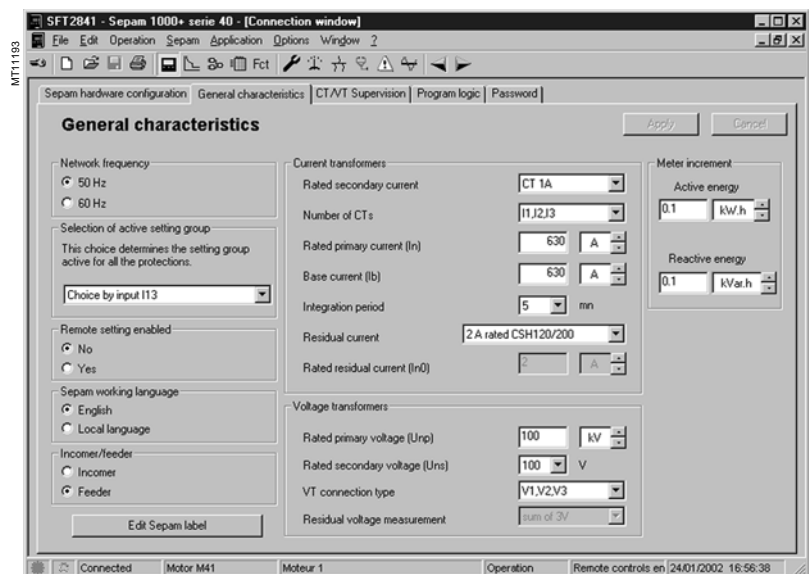 MT11193
SFT2841 - Sepam 1000+ serie 40 - [Connection window]
File Edit Operation Sepam Application Options Window ?
Fct
Sepam hardware configuration General characteristics CT/VT Supervision Program logic Password
General characteristics
Apply Cancel
Network frequency
50 Hz
60 Hz
Selection of active setting group
This choice determines the setting group
active for all the protections.
Choice by input I13
Remote setting enabled
No
Yes
Sepam working language
English
Local language
Incomer/feeder
Incomer
Feeder
Edit Sepam label
Current transformers
Rated secondary current CT 1A
Number of CTs I1,I2,I3
Rated primary current (In) 630 A
Base current (Ib) 630 A
Integration period 5 mn
Residual current 2 A rated CSH120/200
Rated residual current (In0) 2 A
Voltage transformers
Rated primary voltage (Unp) 100 kV
Rated secondary voltage (Uns) 100 V
VT connection type V1,V2,V3
Residual voltage measurement sum of 3V
Meter increment
Active energy
0.1 kW.h
Reactive energy
0.1 kVar.h
Connected Motor M41 Moteur 1 Operation Remote controls en 24/01/2002 16:56:38